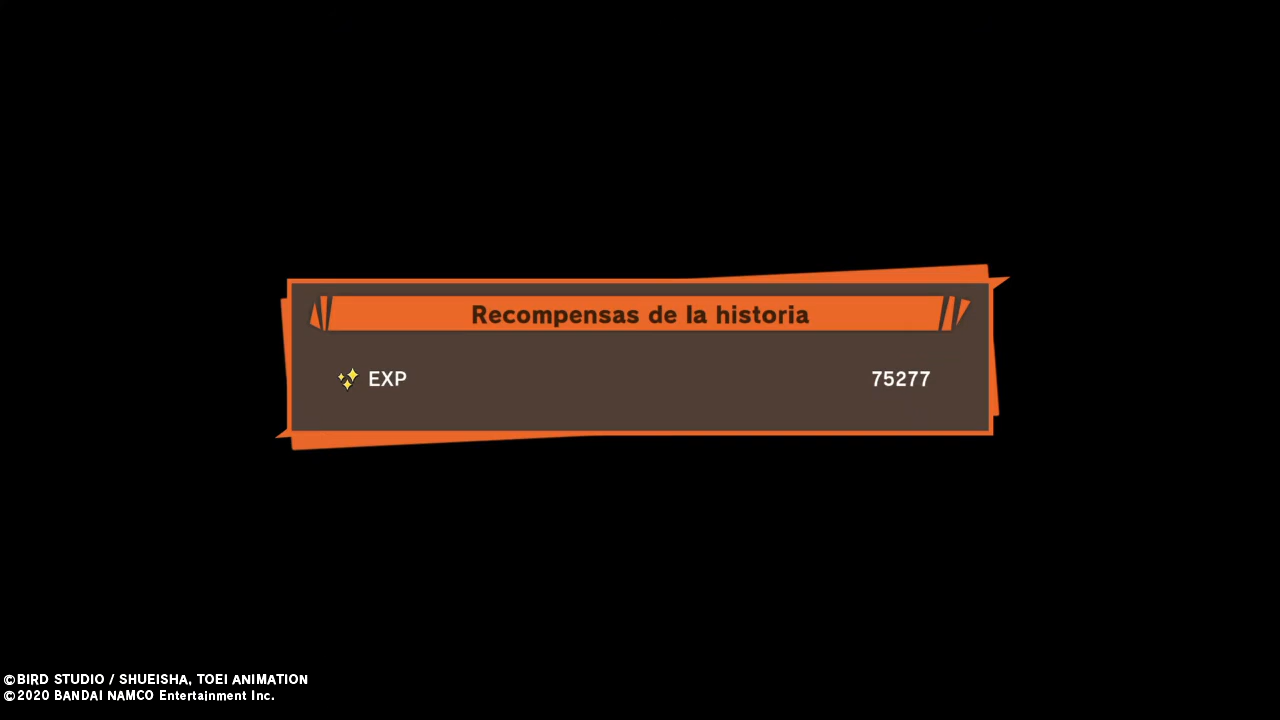 Recompensas de la historia
EXP 75277
©BIRD STUDIO / SHUEISHA, TOEI ANIMATION
©2020 BANDAI NAMCO Entertainment Inc.